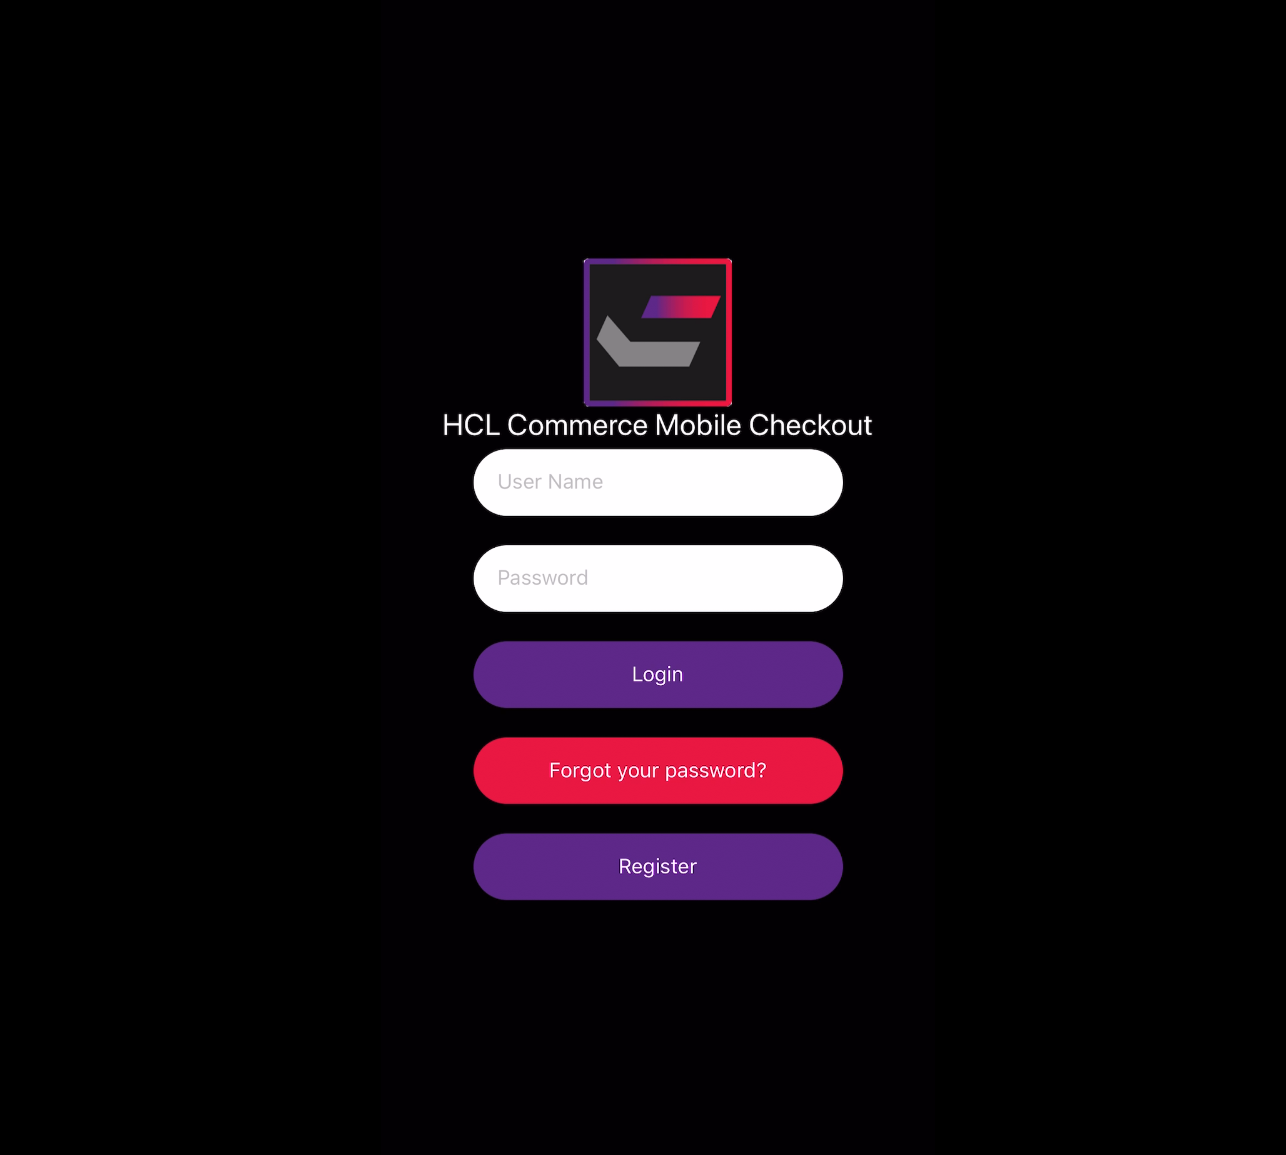 HCL Commerce Mobile Checkout
User Name
Password
Login
Forgot your password?
Register